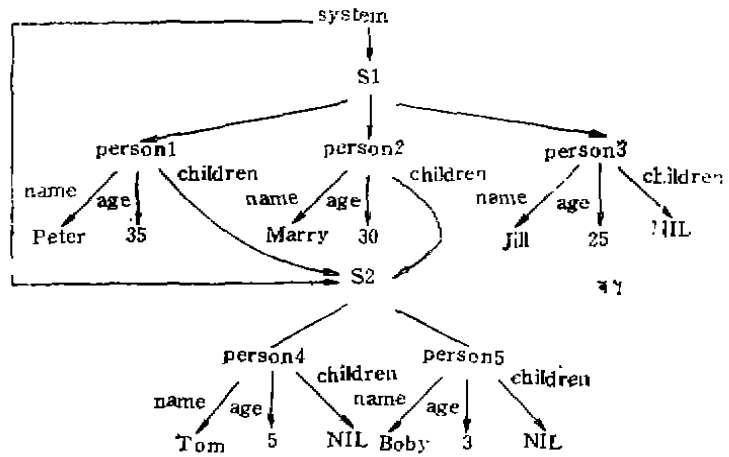 system
S1
person1 person2 person3
name age children name age children name age children
Peter 35 Marry 30 Jill 25 NIL
S2
person4 person5
name age children name age children
Tom 5 NIL Boby 3 NIL